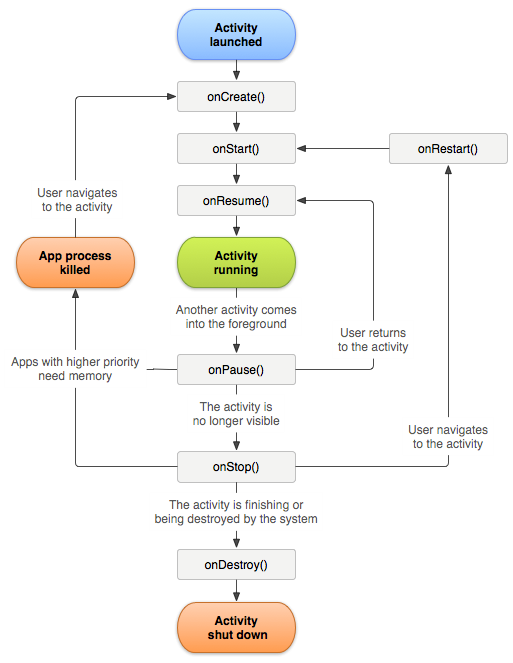 Activity
launched
onCreate()
onStart()
onRestart()
User navigates
to the activity
onResume()
App process
killed
Activity
running
Another activity comes
into the foreground
User returns
to the activity
Apps with higher priority
need memory
onPause()
The activity is
no longer visible
User navigates
to the activity
onStop()
The activity is finishing or
being destroyed by the system
onDestroy()
Activity
shut down